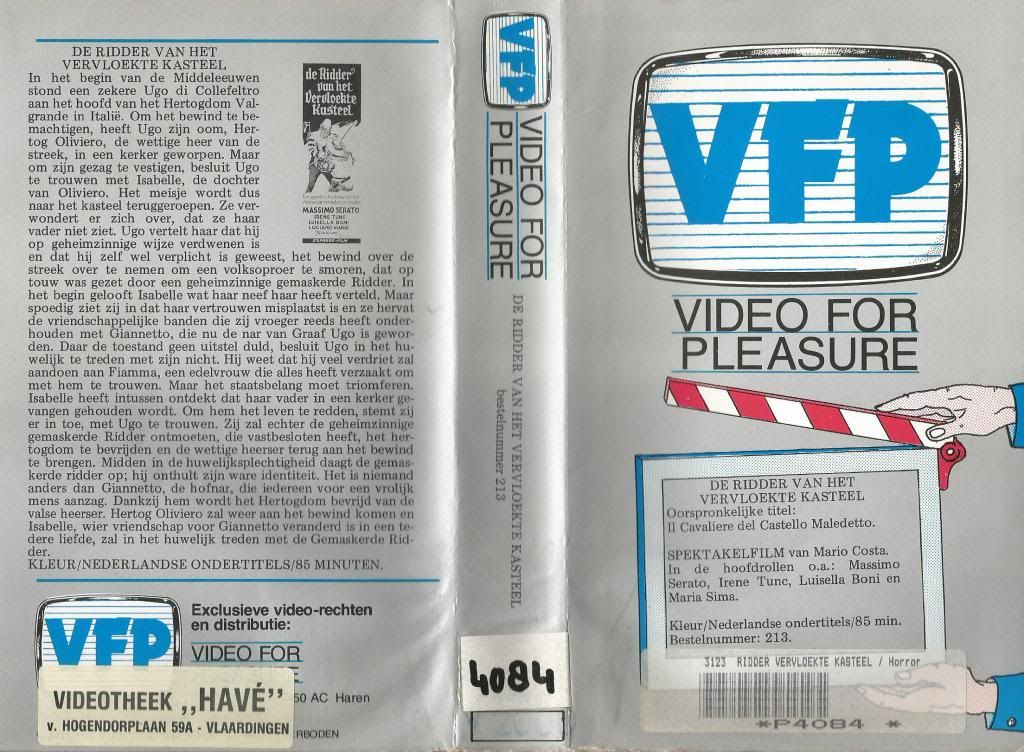 DE RIDDER VAN HET
VERVLOEKTE KASTEEL
In het begin van de Middeleeuwen
stond een zekere Ugo di Collefeltro
aan het hoofd van het Hertogdom Val-
grande in Italië. Om het bewind te be-
machtigen, heeft Ugo zijn oom, Her-
tog Oliviero, de wettige heer van de
streek, in een kerker geworpen. Maar
om zijn gezag te vestigen, besluit Ugo
te trouwen met Isabelle, de dochter
van Oliviero. Het meisje wordt dus
naar het kasteel teruggeroepen. Ze ver-
wondert er zich over, dat ze haar
vader niet ziet. Ugo vertelt haar dat hij
op geheimzinnige wijze verdwenen is
en dat hij zelf wel verplicht is geweest, het bewind over de
streek over te nemen om een volksoproer te smoren, dat op
touw was gezet door een geheimzinnige gemaskerde Ridder. In
het begin gelooft Isabelle wat haar neef haar heeft verteld. Maar
spoedig ziet zij in dat haar vertrouwen misplaatst is en ze hervat
de vriendschappelijke banden die zij vroeger reeds heeft onder-
houden met Giannetto, die nu de nar van Graaf Ugo is gewor-
den. Daar de toestand geen uitstel duld, besluit Ugo in het hu-
welijk te treden met zijn nicht. Hij weet dat hij veel verdriet zal
aandoen aan Fiamma, een edelvrouw die alles heeft verzaakt om
met hem te trouwen. Maar het staatsbelang moet triomferen.
Isabelle heeft intussen ontdekt dat haar vader in een kerker ge-
vangen gehouden wordt. Om hem het leven te redden, stemt zij
er in toe, met Ugo te trouwen. Zij zal echter de geheimzinnige
gemaskerde Ridder ontmoeten, die vastbesloten heeft, het her-
togdom te bevrijden en de wettige heerser terug aan het bewind
te brengen. Midden in de huwelijksplechtigheid daagt de gemas-
kerde ridder op; hij onthult zijn ware identiteit. Het is niemand
anders dan Giannetto, de hofnar, die iedereen voor een vrolijk
mens aanzag. Dankzij hem wordt het Hertogdom bevrijd van de
valse heerser. Hertog Oliviero zal weer aan het bewind komen en
Isabelle, wier vriendschap voor Giannetto veranderd is in een te-
dere liefde, zal in het huwelijk treden met de Gemaskerde Rid-
der.
KLEUR/NEDERLANDSE ONDERTITELS/85 MINUTEN.
de Ridder
van het
Vervloekte
Kasteel
MASSIMO SERATO
IRENE TUNC
LUISELLA BONI
LUCIANO MARIN
VFP
Exclusieve video-rechten
en distributie:
VIDEO FOR
50 AC Haren
ERBODEN
VIDEOTHEEK ,,HAVÉ"
v. HOGENDORPLAAN 59A - VLAARDINGEN
VFP
VIDEO FOR
PLEASURE
DE RIDDER VAN HET VERVLOEKTE KASTEEL
bestelnummer 213
4084
VFP
VIDEO FOR
PLEASURE
DE RIDDER VAN HET
VERVLOEKTE KASTEEL
Oorspronkelijke titel:
Il Cavaliere del Castello Maledetto.
SPEKTAKELFILM van Mario Costa.
In de hoofdrollen o.a.: Massimo
Serato, Irene Tunc, Luisella Boni en
Maria Sima.
Kleur/Nederlandse ondertitels/85 min.
Bestelnummer: 213.
3123 RIDDER VERVLOEKTE KASTEEL / Horror
*P4084 *